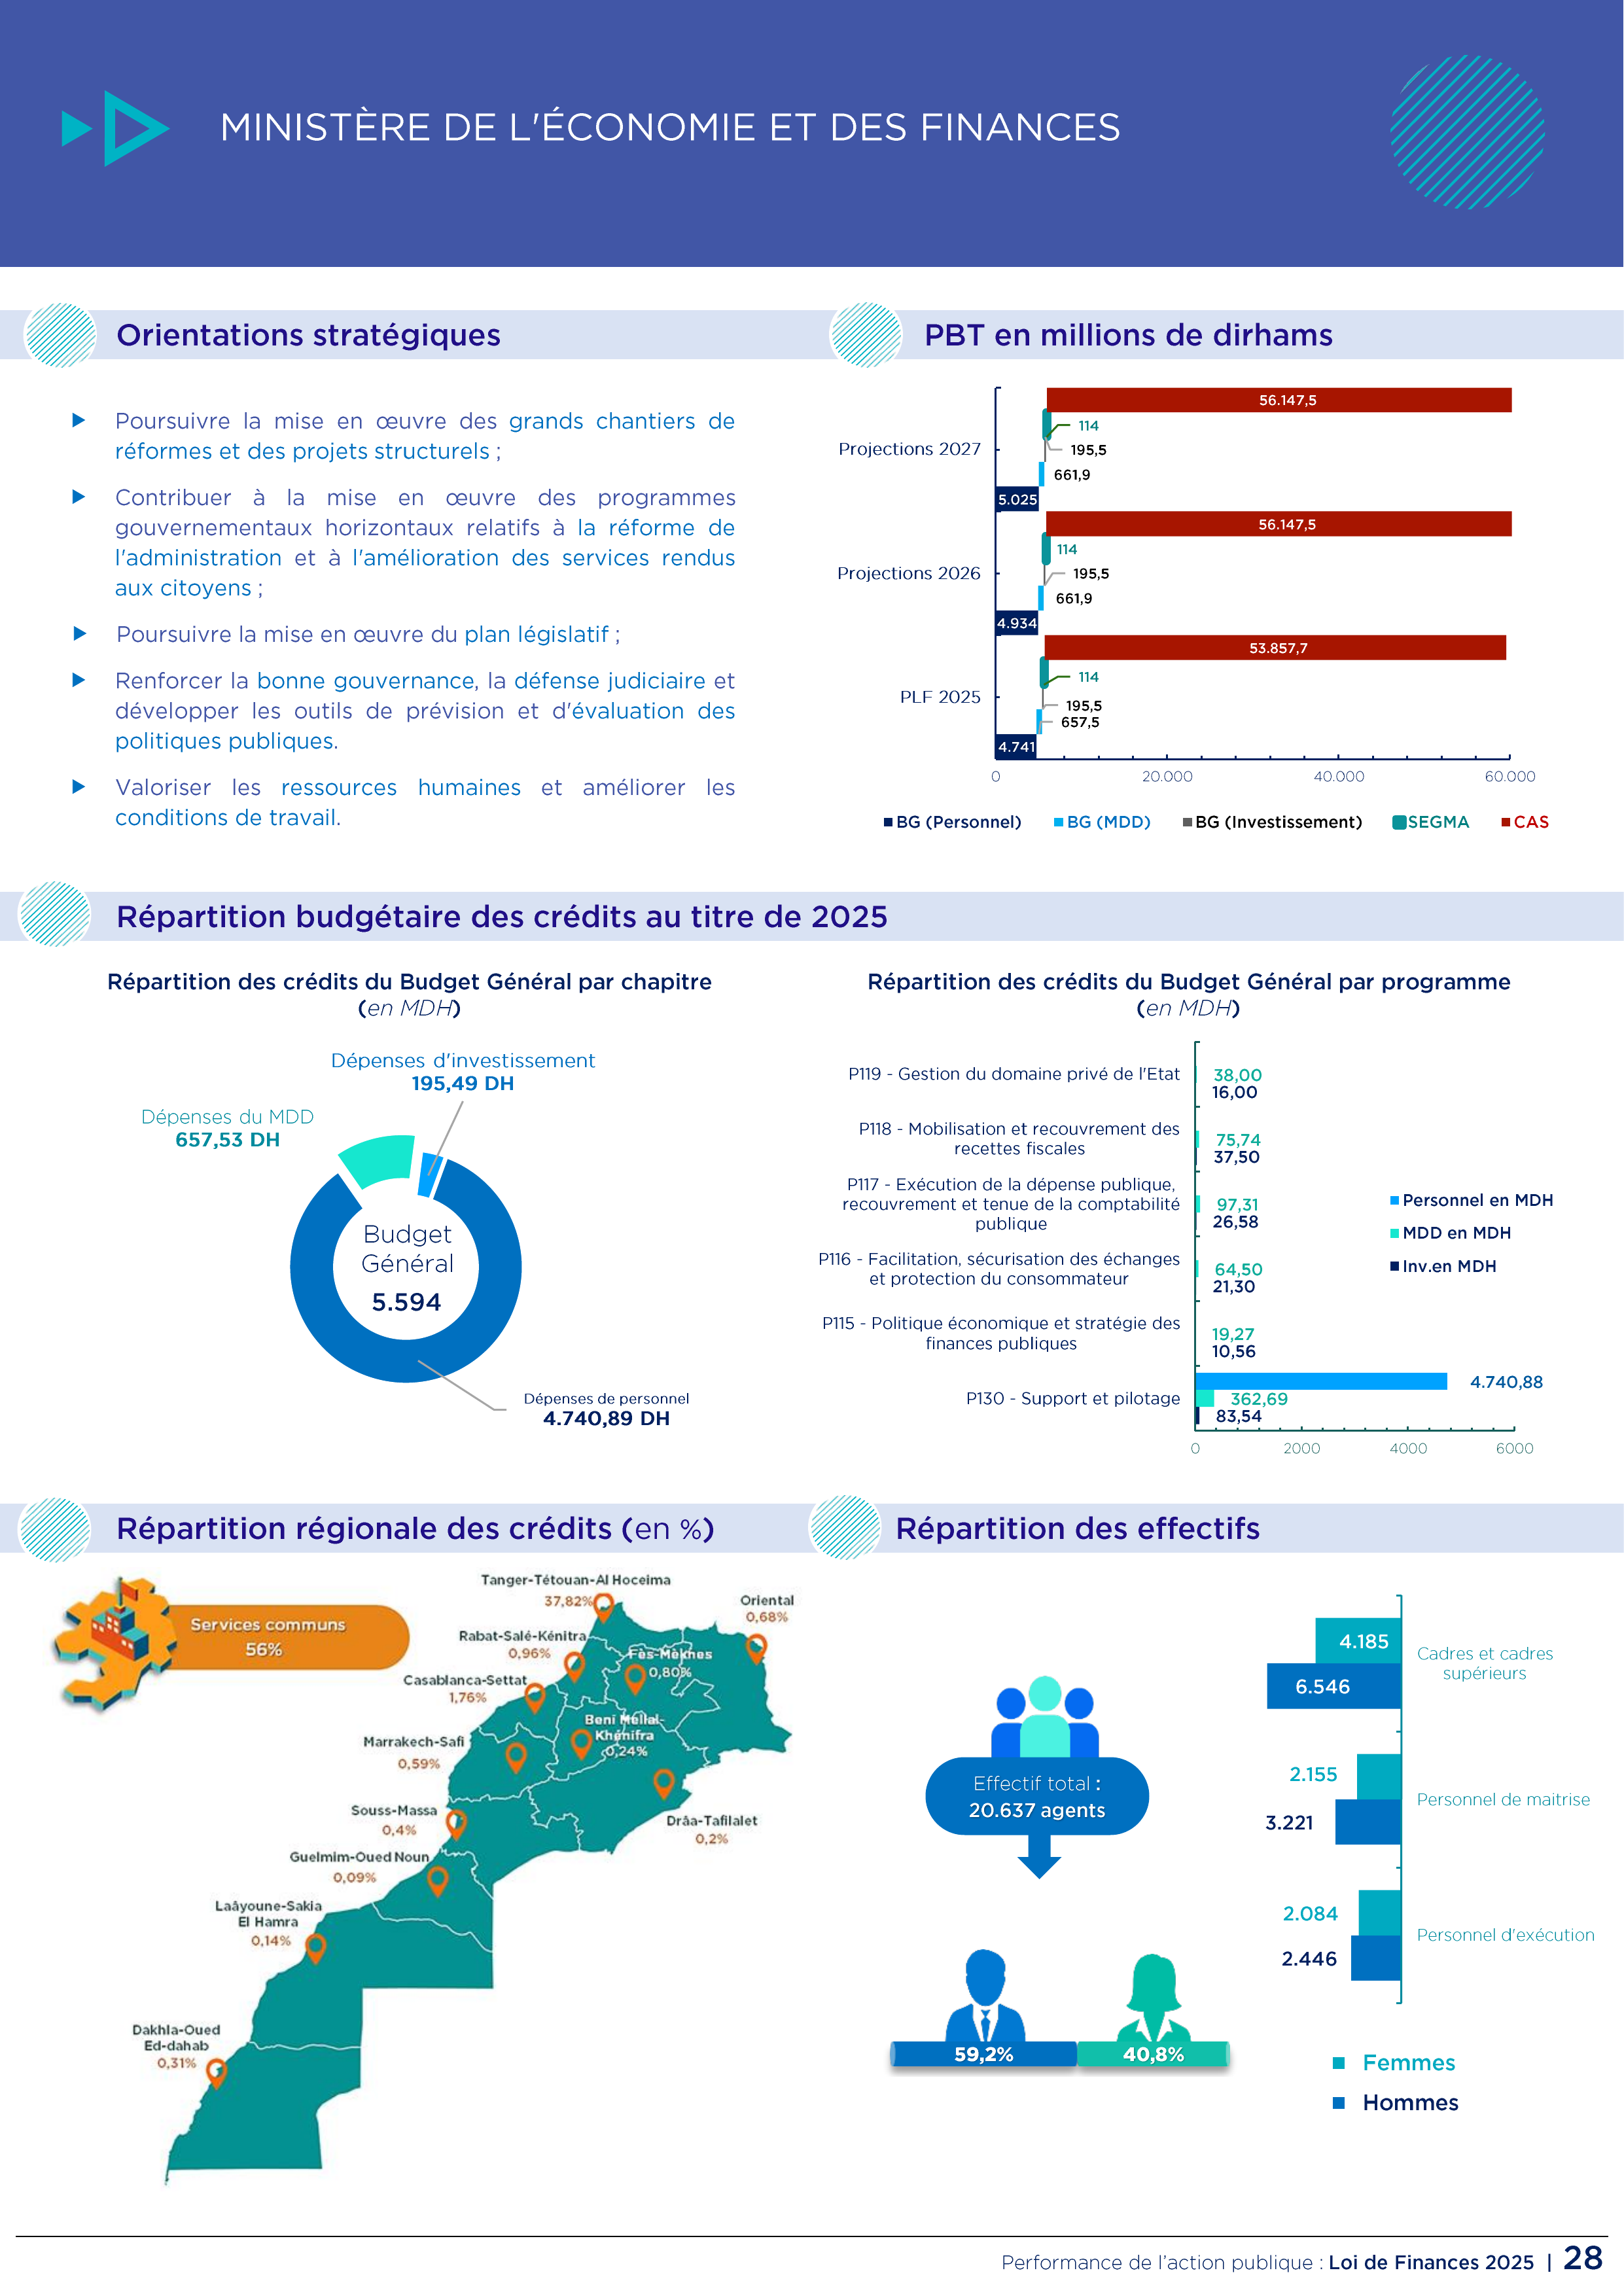 MINISTÈRE DE L'ÉCONOMIE ET DES FINANCES
Orientations stratégiques
Poursuivre la mise en œuvre des grands chantiers de
réformes et des projets structurels ;
Contribuer à la mise en œuvre des programmes
gouvernementaux horizontaux relatifs à la réforme de
l'administration et à l'amélioration des services rendus
aux citoyens ;
Poursuivre la mise en œuvre du plan législatif ;
Renforcer la bonne gouvernance, la défense judiciaire et
développer les outils de prévision et d'évaluation des
politiques publiques.
Valoriser les ressources humaines et améliorer les
conditions de travail.
PBT en millions de dirhams
56.147,5
114
Projections 2027
195,5
661,9
5.025
56.147,5
114
Projections 2026
195,5
661,9
4.934
53.857,7
114
PLF 2025
195,5
657,5
4.741
0 20.000 40.000 60.000
BG (Personnel) BG (MDD) BG (Investissement) SEGMA CAS
Répartition budgétaire des crédits au titre de 2025
Répartition des crédits du Budget Général par chapitre
(en MDH)
Dépenses d'investissement
195,49 DH
Dépenses du MDD
657,53 DH
Budget
Général
5.594
Dépenses de personnel
4.740,89 DH
Répartition des crédits du Budget Général par programme
(en MDH)
P119 - Gestion du domaine privé de l'Etat
38,00
16,00
P118 - Mobilisation et recouvrement des
recettes fiscales
75,74
37,50
P117 - Exécution de la dépense publique,
recouvrement et tenue de la comptabilité
publique
97,31
26,58
P116 - Facilitation, sécurisation des échanges
et protection du consommateur
64,50
21,30
P115 - Politique économique et stratégie des
finances publiques
19,27
10,56
P130 - Support et pilotage
4.740,88
362,69
83,54
0 2000 4000 6000
Personnel en MDH
MDD en MDH
Inv.en MDH
Répartition régionale des crédits (en %)
Services communs
56%
Tanger-Tétouan-Al Hoceima
37,82%
Oriental
0,68%
Rabat-Salé-Kénitra
0,96%
Fès-Mèknes
0,80%
Casablanca-Settat
1,76%
Beni Mellal-
Khénifra
0,24%
Marrakech-Safi
0,59%
Souss-Massa
0,4%
Drâa-Tafilalet
0,2%
Guelmim-Oued Noun
0,09%
Laâyoune-Sakia
El Hamra
0,14%
Dakhla-Oued
Ed-dahab
0,31%
Répartition des effectifs
Effectif total :
20.637 agents
59,2%
40,8%
4.185
6.546
Cadres et cadres
supérieurs
2.155
3.221
Personnel de maitrise
2.084
2.446
Personnel d'exécution
Femmes
Hommes
Performance de l'action publique : Loi de Finances 2025 | 28